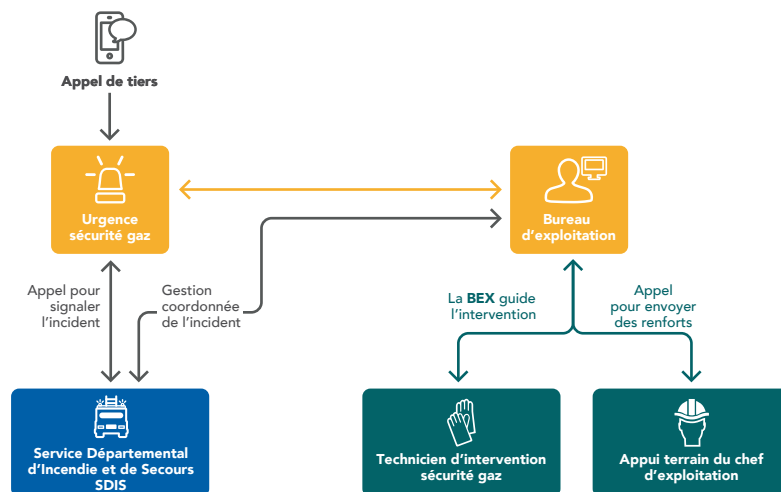 Appel de tiers
Urgence
sécurité gaz
Bureau
d’exploitation
Appel pour
signaler
l’incident
Gestion
coordonnée
de l’incident
La BEX guide
l’intervention
Appel
pour envoyer
des renforts
Service Départemental
d’Incendie et de Secours
SDIS
Technicien d’intervention
sécurité gaz
Appui terrain du chef
d’exploitation